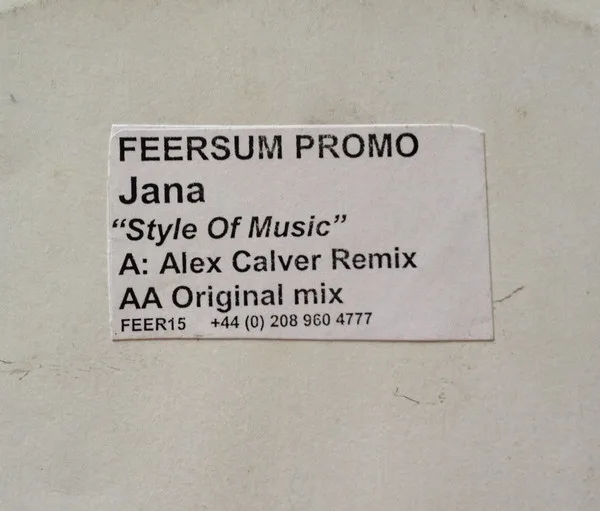 FEERSUM PROMO
Jana
“Style Of Music”
A: Alex Calver Remix
AA Original mix
FEER15 +44 (0) 208 960 4777